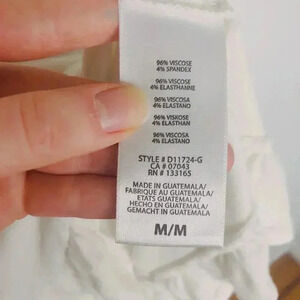 96% VISCOSE
4% SPANDEX
96% VISCOSE
4% ELASTHANNE
96% VISCOSA
4% ELASTANO
96% VISKOSE
4% ELASTHAN
96% VISCOSA
4% ELASTANO
STYLE # D11724-G
CA # 07043
RN # 133165
MADE IN GUATEMALA/
FABRIQUE AU GUATEMALA/
ETATS GUATEMALA/
HECHO EN GUATEMALA/
GEMACHT IN GUATEMALA/
M/M